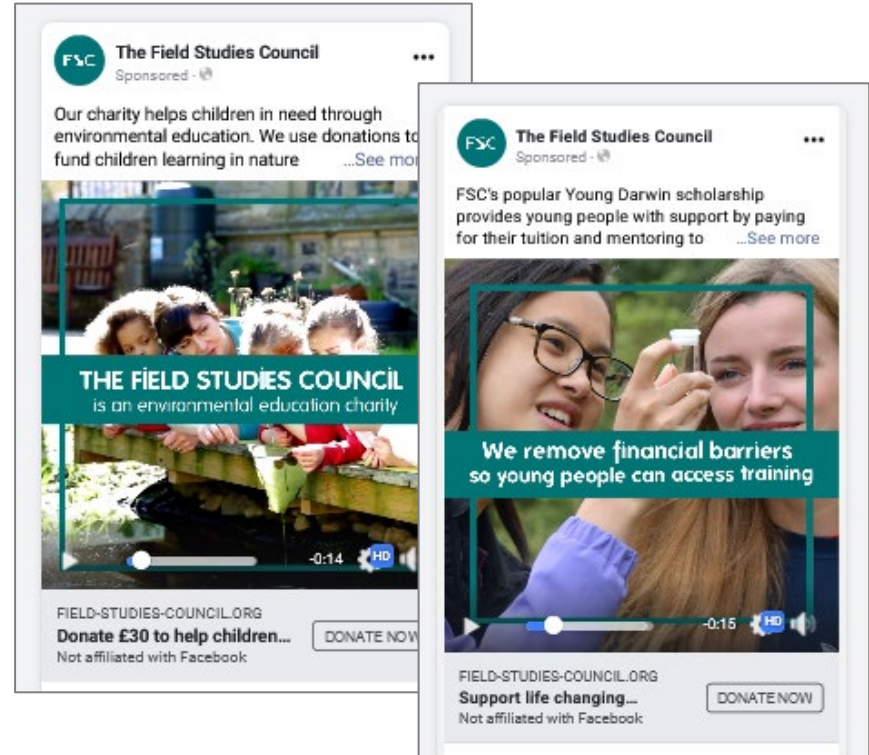 FSC
The Field Studies Council
Sponsored ·
Our charity helps children in need through
environmental education. We use donations to
fund children learning in nature ...See mor
THE FIELD STUDIES COUNCIL
is an environmental education charity
-0:14 HD
FIELD-STUDIES-COUNCIL.ORG
Donate £30 to help children...
Not affiliated with Facebook
DONATE NOW
FSC
The Field Studies Council
Sponsored ·
FSC's popular Young Darwin scholarship
provides young people with support by paying
for their tuition and mentoring to ...See more
We remove financial barriers
so young people can access training
-0:15 HD
FIELD-STUDIES-COUNCIL.ORG
Support life changing...
Not affiliated with Facebook
DONATE NOW